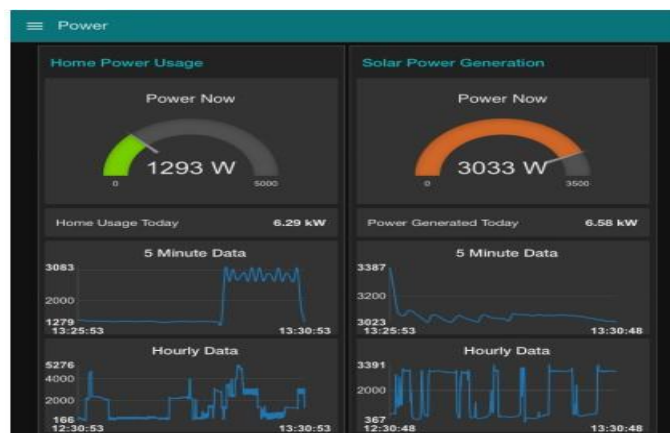 Power
Home Power Usage
Power Now
1293 W
0 5000
Home Usage Today 6.29 kW
5 Minute Data
3083
2000
1279
13:25:53 13:30:53
Hourly Data
5276
4000
2000
166
12:30:53 13:30:53
Solar Power Generation
Power Now
3033 W
0 3500
Power Generated Today 6.58 kW
5 Minute Data
3387
3200
3023
13:25:53 13:30:48
Hourly Data
3391
2000
367
12:30:48 13:30:48